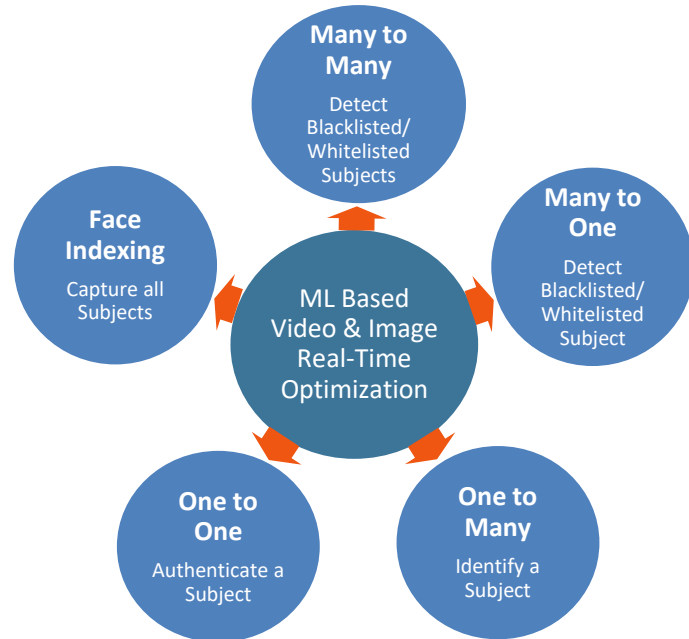 Many to
Many
Detect
Blacklisted/
Whitelisted
Subjects
Face
Indexing
Capture all
Subjects
Many to
One
Detect
Blacklisted/
Whitelisted
Subject
ML Based
Video & Image
Real-Time
Optimization
One to
One
Authenticate a
Subject
One to
Many
Identify a
Subject